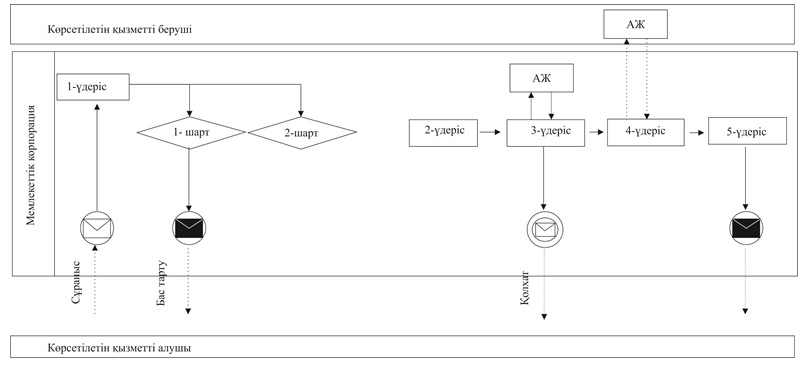 Көрсетілетін қызметті беруші
АЖ
Мемлекеттік корпорация
1-үдеріс
АЖ
1- шарт
2-шарт
2-үдеріс
3-үдеріс
4-үдеріс
5-үдеріс
Сұраныс
Бас тарту
Қолхат
Көрсетілетін қызметті алушы